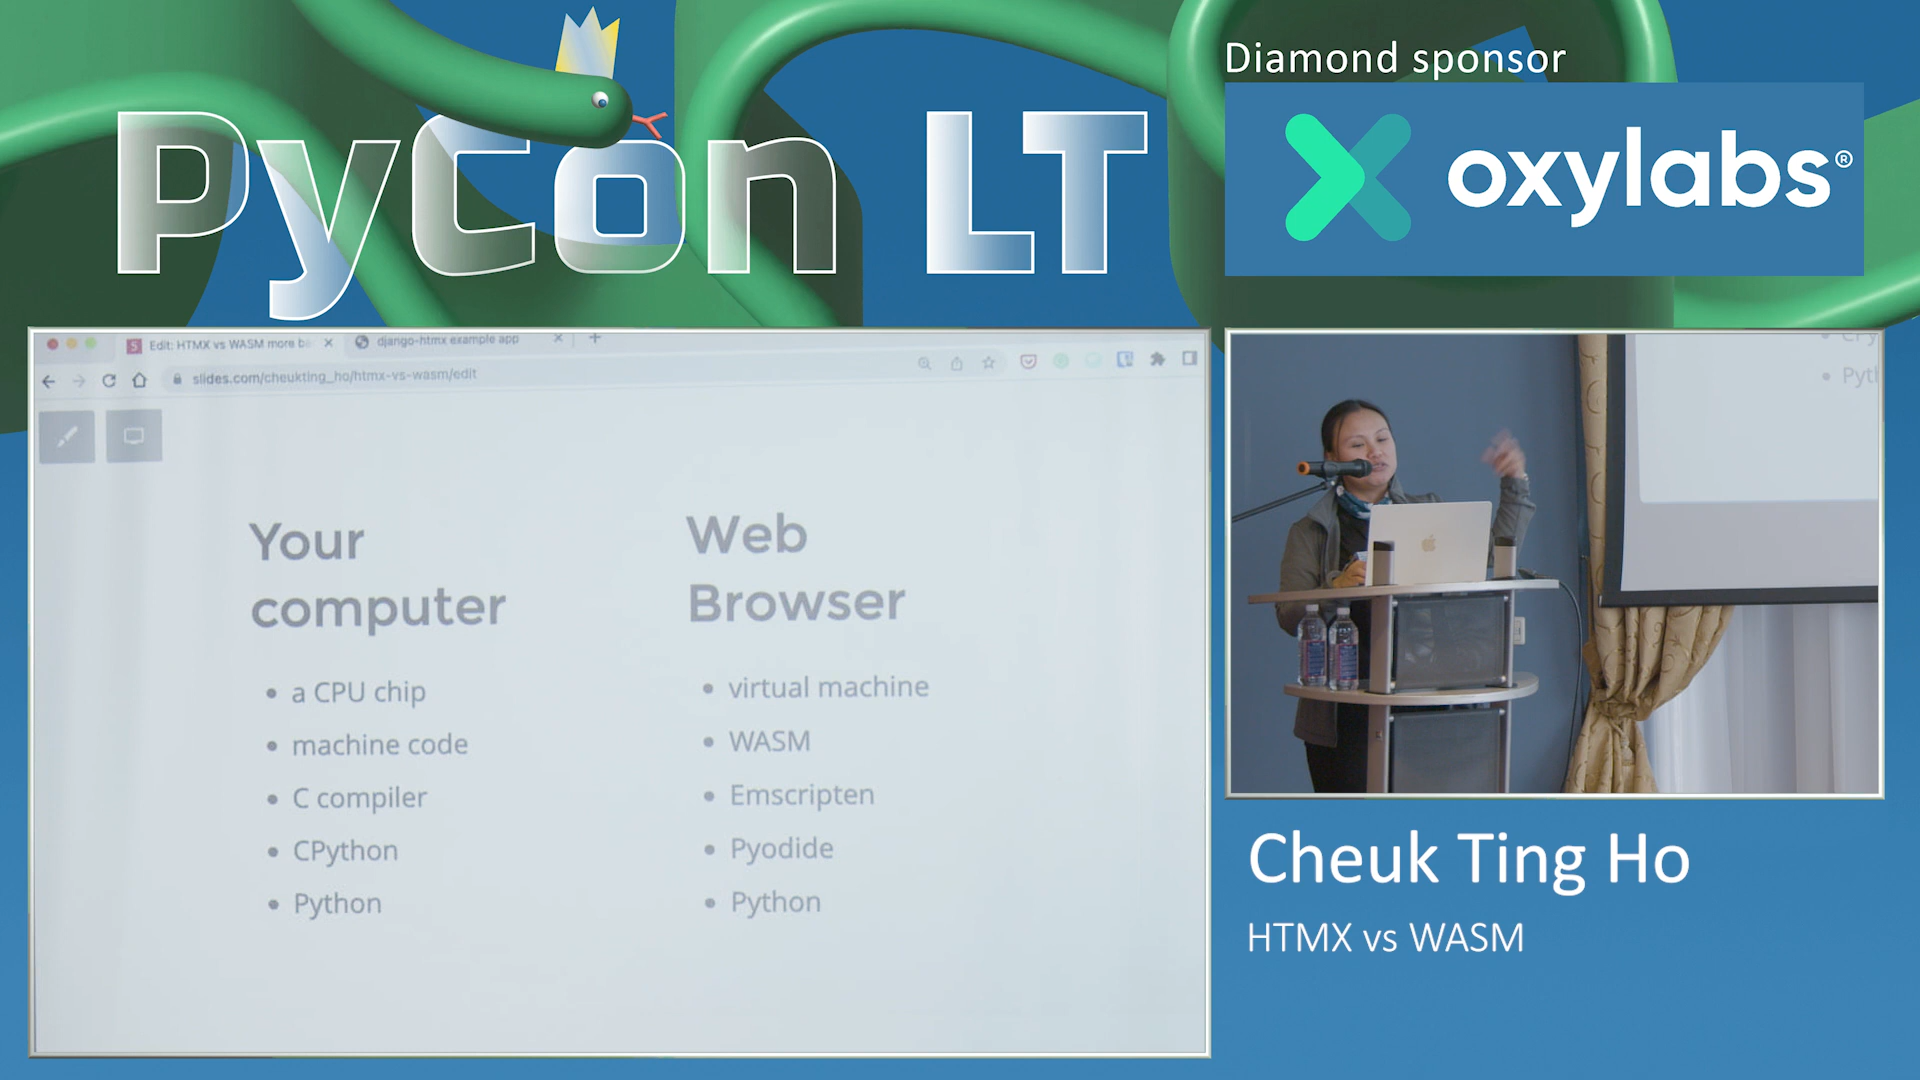 PyCon LT
Diamond sponsor
oxylabs®
Edit: HTMX vs WASM more
django-htmx example app
slides.com/cheukting_ho/htmx-vs-wasm/edit
Your
computer
• a CPU chip
• machine code
• C compiler
• CPython
• Python
Web
Browser
• virtual machine
• WASM
• Emscripten
• Pyodide
• Python
Cheuk Ting Ho
HTMX vs WASM